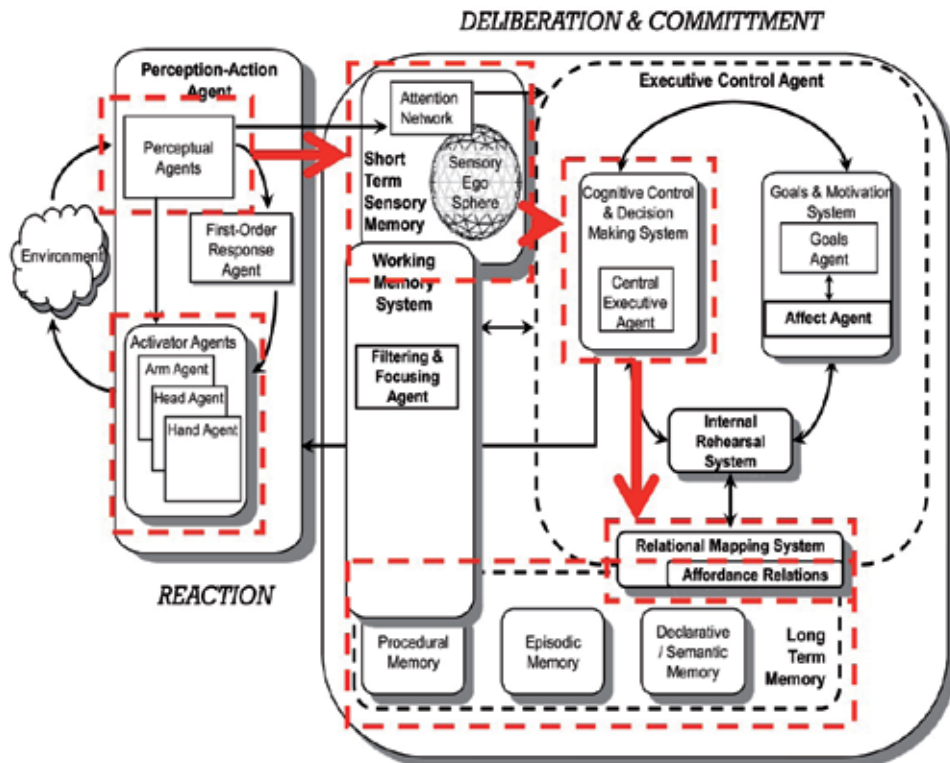 DELIBERATION & COMMITTMENT
Perception-Action
Agent
Perceptual
Agents
First-Order
Response
Agent
Environment
Activator Agents
Arm Agent
Head Agent
Hand Agent
REACTION
Attention
Network
Short
Term
Sensory
Memory
Sensory
Ego
Sphere
Working
Memory
System
Filtering &
Focusing
Agent
Executive Control Agent
Cognitive Control
& Decision
Making System
Central
Executive
Agent
Goals & Motivation
System
Goals
Agent
Affect Agent
Internal
Rehearsal
System
Relational Mapping System
Affordance Relations
Procedural
Memory
Episodic
Memory
Declarative
/ Semantic
Memory
Long
Term
Memory